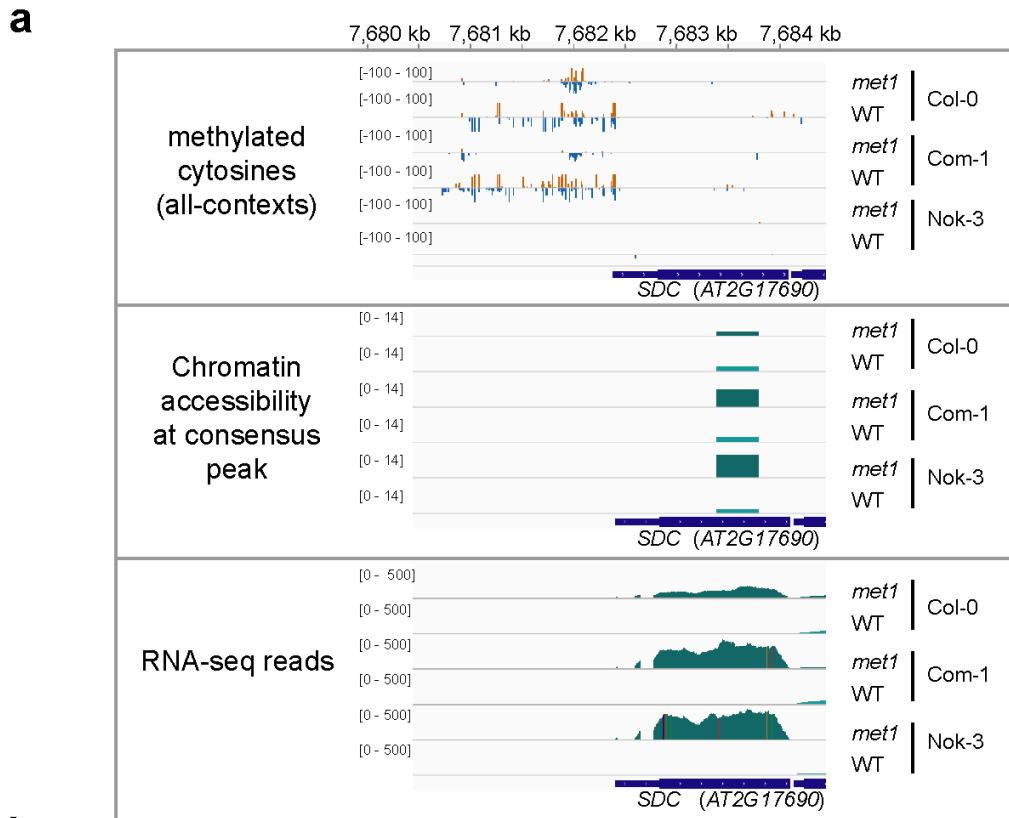 a
7,680 kb 7,681 kb 7,682 kb 7,683 kb 7,684 kb
methylated
cytosines
(all-contexts)
[-100 - 100]
[-100 - 100]
[-100 - 100]
[-100 - 100]
[-100 - 100]
[-100 - 100]
met1
WT
Col-0
met1
WT
Com-1
met1
WT
Nok-3
SDC (AT2G17690)
Chromatin
accessibility
at consensus
peak
[0 - 14]
[0 - 14]
[0 - 14]
[0 - 14]
[0 - 14]
[0 - 14]
met1
WT
Col-0
met1
WT
Com-1
met1
WT
Nok-3
SDC (AT2G17690)
RNA-seq reads
[0 - 500]
[0 - 500]
[0 - 500]
[0 - 500]
[0 - 500]
[0 - 500]
met1
WT
Col-0
met1
WT
Com-1
met1
WT
Nok-3
SDC (AT2G17690)